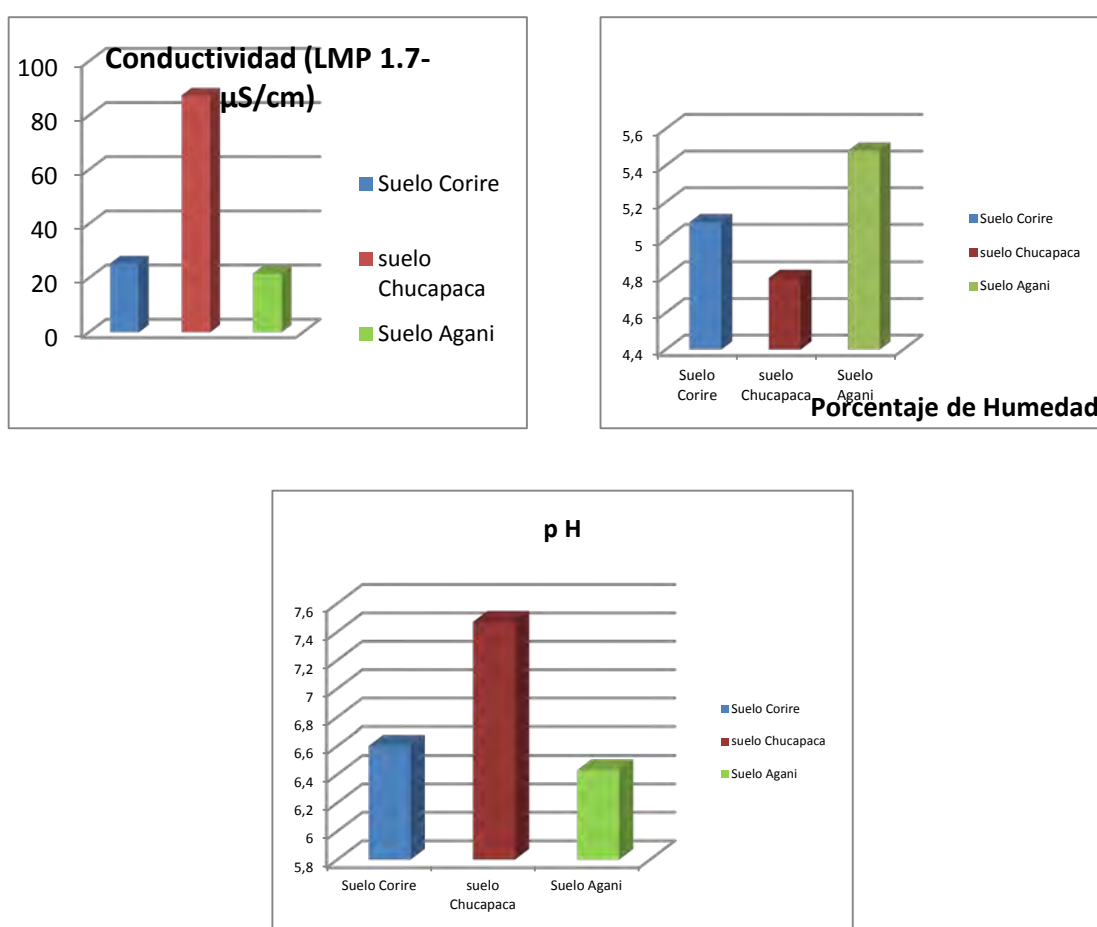 Conductividad (LMP 1.7-
µS/cm)
100
80
60
40
20
0
Suelo Corire
suelo
Chucapaca
Suelo Agani
5,6
5,4
5,2
5
4,8
4,6
4,4
Suelo
Corire
suelo
Chucapaca
Suelo
Agani
Porcentaje de Humedad
Suelo Corire
suelo Chucapaca
Suelo Agani
p H
7,6
7,4
7,2
7
6,8
6,6
6,4
6,2
6
5,8
Suelo Corire
suelo
Chucapaca
Suelo Agani
Suelo Corire
suelo Chucapaca
Suelo Agani